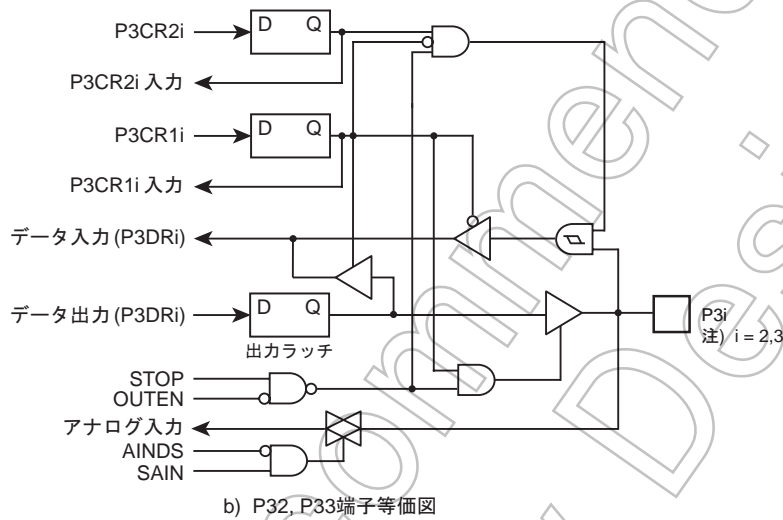 P3CR2i
D Q
P3CR2i 入力
P3CR1i
D Q
P3CR1i 入力
データ入力 (P3DRi)
データ出力 (P3DRi)
D Q
出力ラッチ
P3i
注) i = 2,3
STOP
OUTEN
アナログ入力
AINDS
SAIN
b) P32, P33端子等価図